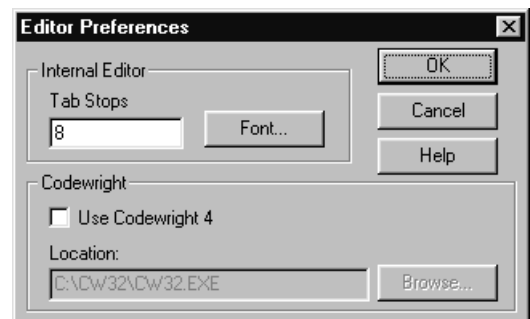 Editor Preferences
Internal Editor
Tab Stops
8
Font...
OK
Cancel
Help
Codewright
Use Codewright 4
Location:
C:\CW32\CW32.EXE
Browse...